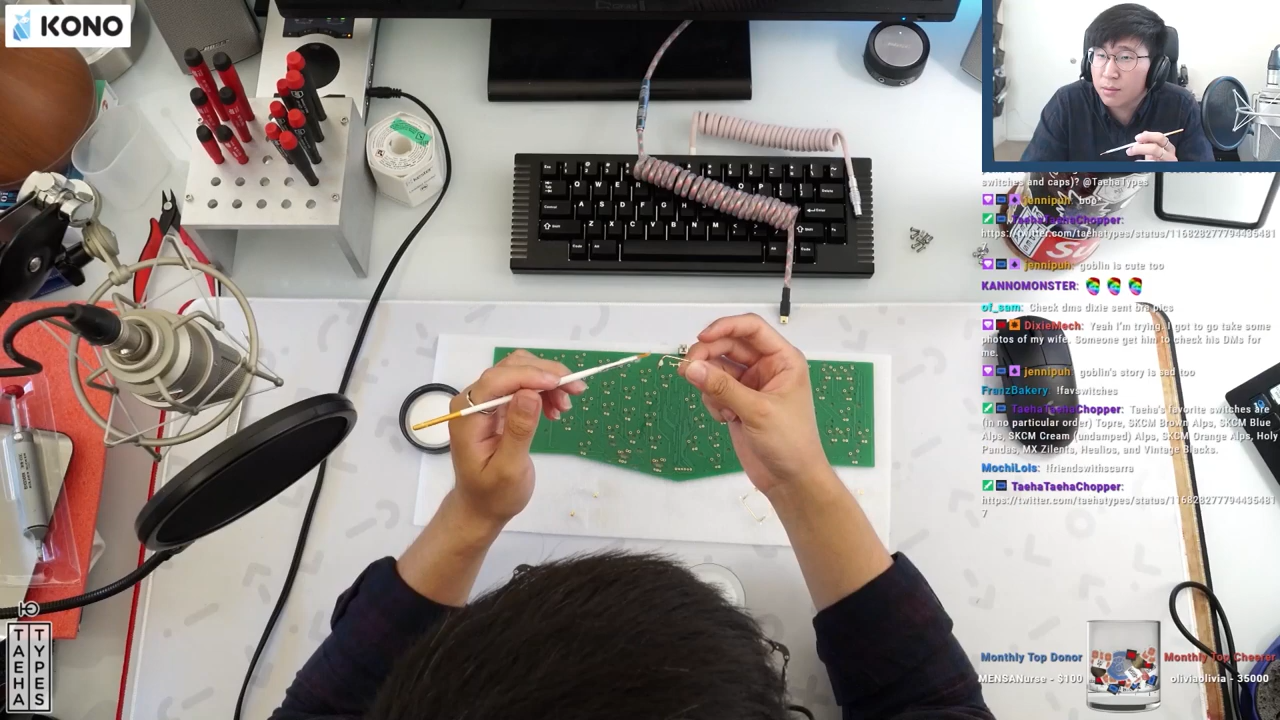 KONO
switches and caps)? @TaehaTypes
jennipuh: bop
TaehaTaehaChopper:
https://twitter.com/taehatypes/status/116828277794435481
jennipuh: goblin is cute too
KANNOMONSTER:
of_sam: Check dms dixie sent bra pics
DixieMech: Yeah I'm trying. I got to go take some
photos of my wife. Someone get him to check his DMs for
me.
jennipuh: goblin's story is sad too
FranzBakery: !favswitches
TaehaTaehaChopper: Taeha's favorite switches are
(in no particular order) Topre, SKCM Brown Alps, SKCM Blue
Alps, SKCM Cream (undamped) Alps, SKCM Orange Alps, Holy
Pandas, MX Zilents, Healios, and Vintage Blacks.
MochiLols: !friendswithscarra
TaehaTaehaChopper:
https://twitter.com/taehatypes/status/116828277794435481
7
TAEHA
TYPES
Monthly Top Donor
MENSANurse - $100
Monthly Top Cheerer
oliviaolivia - 35000